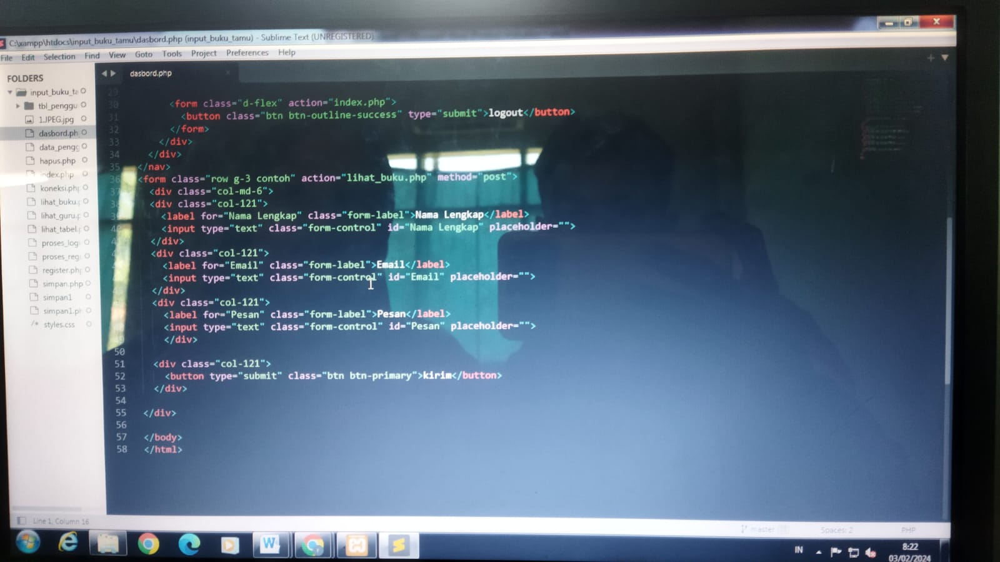 C:\xampp\htdocs\input_buku_tamu\dasbord.php (input_buku_tamu) - Sublime Text (UNREGISTERED)
File Edit Selection Find View Goto Tools Project Preferences Help
FOLDERS
input_buku_ta
tbl_penggu
1.JPEG.jpg
dasbord.ph
data_pengg
hapus.php
index.php
koneksi.php
lihat_buku.p
lihat_guru.p
lihat_tabel.p
proses_logi
proses_regi
register.php
simpan.php
simpan1
simpan1.ph
/* styles.css
dasbord.php
29
30 <form class="d-flex" action="index.php">
31 <button class="btn btn-outline-success" type="submit">logout</button>
32 </form>
33 </div>
34 </div>
35 </nav>
36 <form class="row g-3 contoh" action="lihat_buku.php" method="post">
37 <div class="col-md-6">
38 <div class="col-121">
39 <label for="Nama Lengkap" class="form-label">Nama Lengkap</label>
40 <input type="text" class="form-control" id="Nama Lengkap" placeholder="">
41 </div>
<div class="col-121">
<label for="Email" class="form-label">Email</label>
<input type="text" class="form-control" id="Email" placeholder="">
</div>
<div class="col-121">
<label for="Pesan" class="form-label">Pesan</label>
<input type="text" class="form-control" id="Pesan" placeholder="">
</div>
50
51 <div class="col-121">
52 <button type="submit" class="btn btn-primary">kirim</button>
53 </div>
54
55 </div>
56
57 </body>
58 </html>
Line 1, Column 16
master
Spaces: 2
PHP
IN
8:22
03/02/2024